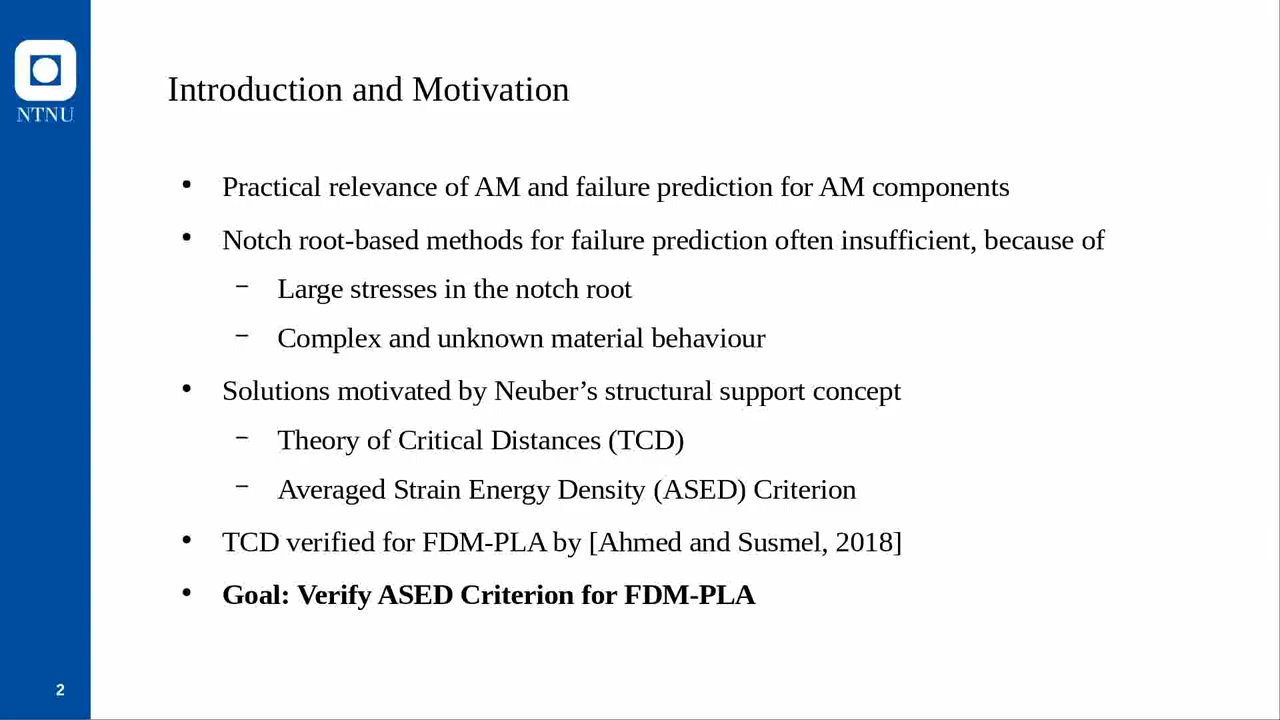 NTNU
Introduction and Motivation
• Practical relevance of AM and failure prediction for AM components
• Notch root-based methods for failure prediction often insufficient, because of
– Large stresses in the notch root
– Complex and unknown material behaviour
• Solutions motivated by Neuber’s structural support concept
– Theory of Critical Distances (TCD)
– Averaged Strain Energy Density (ASED) Criterion
• TCD verified for FDM-PLA by [Ahmed and Susmel, 2018]
• Goal: Verify ASED Criterion for FDM-PLA
2